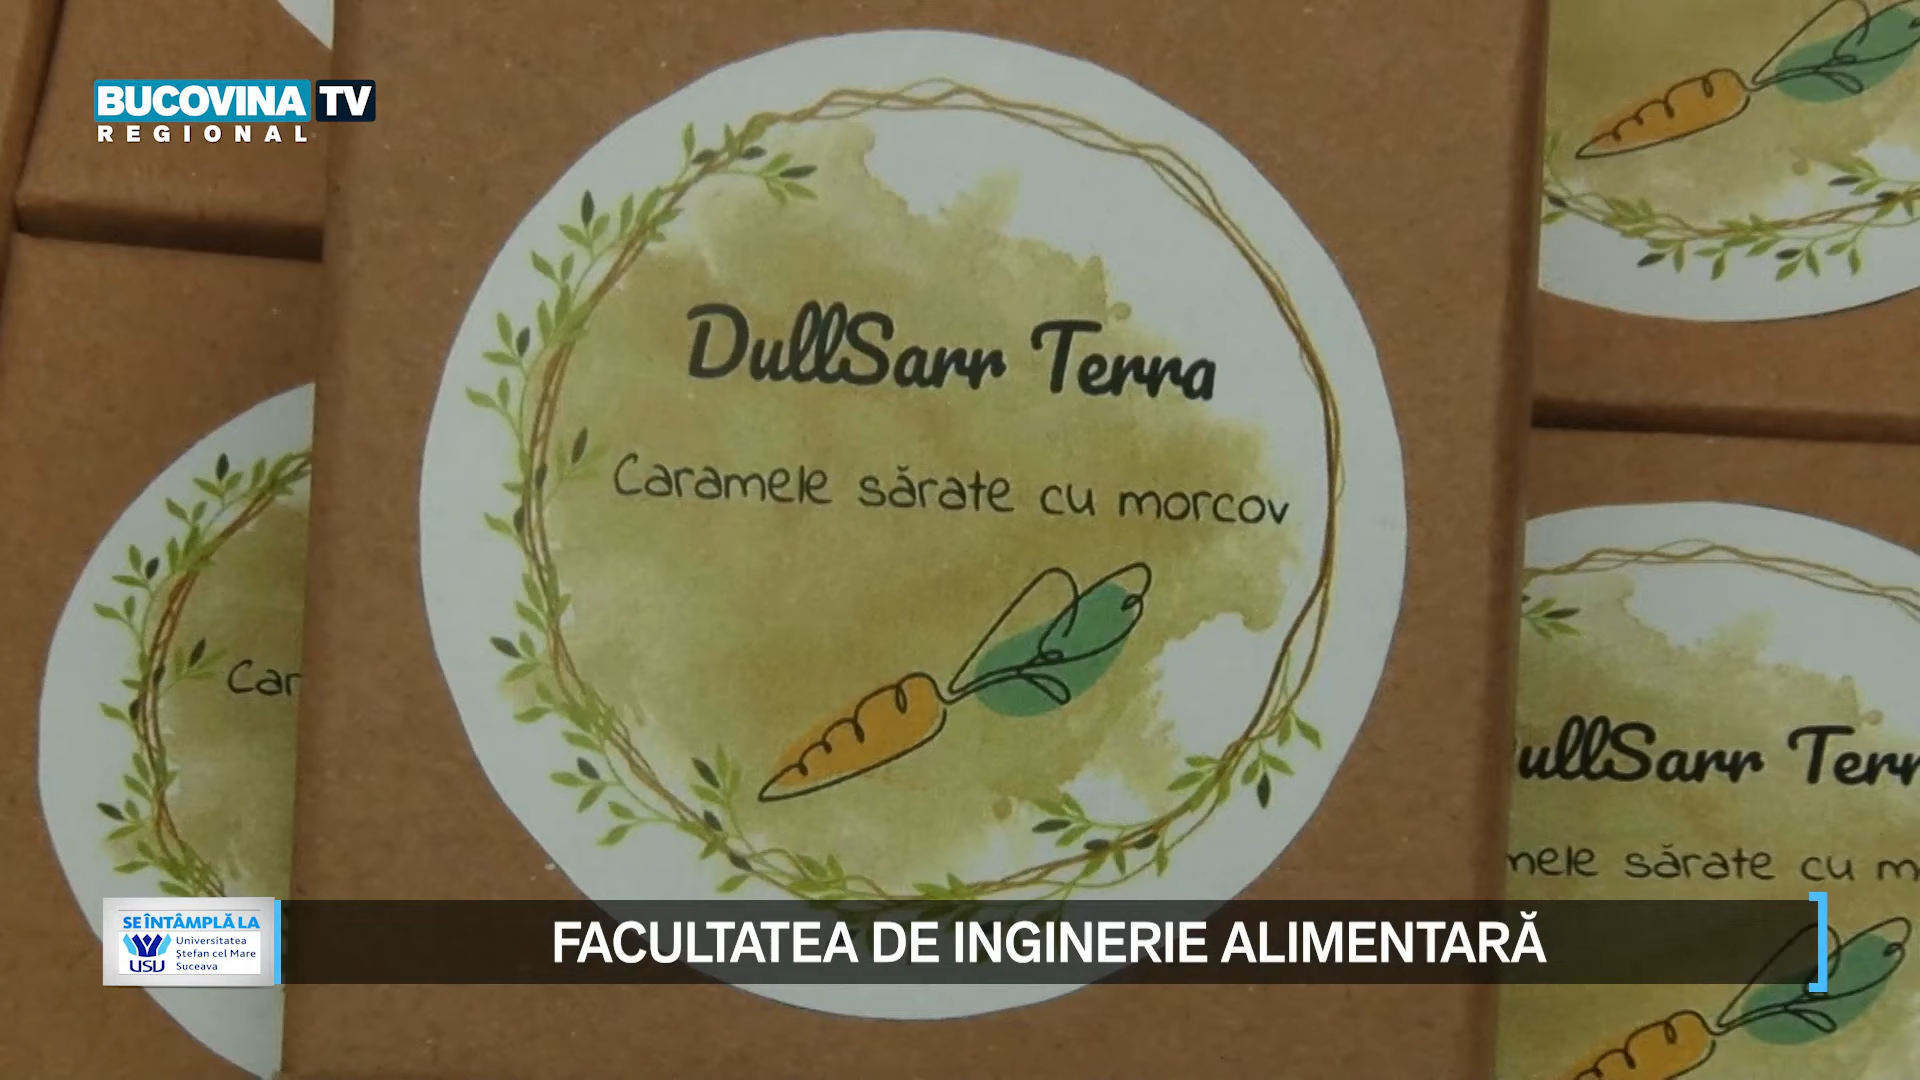 BUCOVINA TV
REGIONAL
DullSarr Terra
Caramele sărate cu morcov
Car
ullSarr Terr
mele sărate cu m
SE ÎNTÂMPLĂ LA
USV
Universitatea
Ștefan cel Mare
Suceava
FACULTATEA DE INGINERIE ALIMENTARĂ